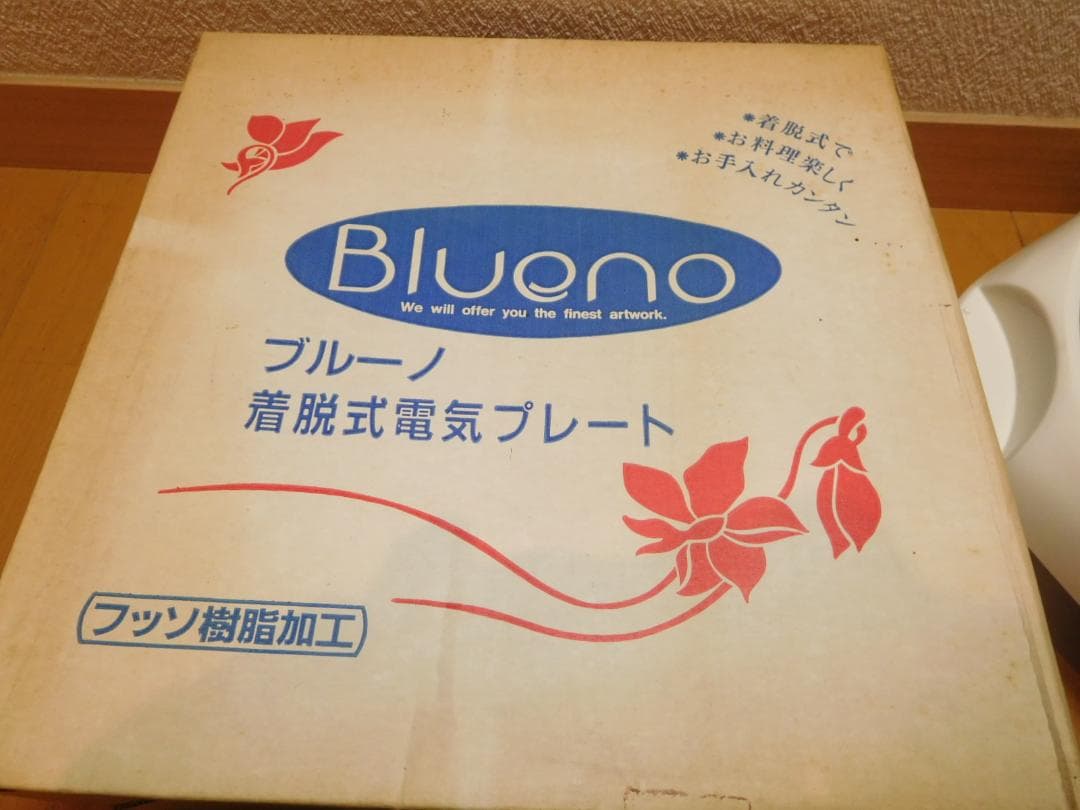 *着脱式で
*お料理楽しく
*お手入れカンタン
Blueno
We will offer you the finest artwork.
ブルーノ
着脱式電気プレート
フッソ樹脂加工